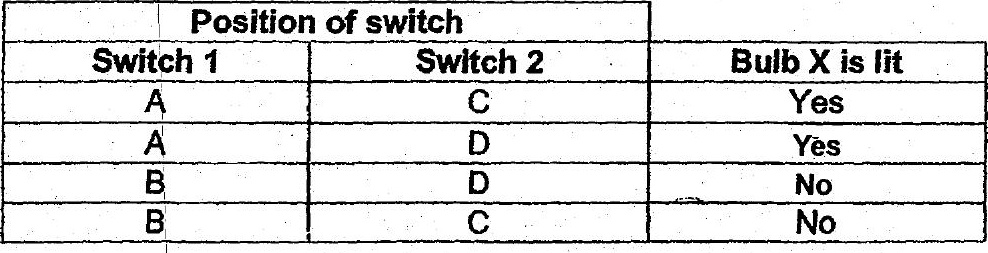 Position of switch
Switch 1 Switch 2 Bulb X is lit
A C Yes
A D Yes
B D No
B C No